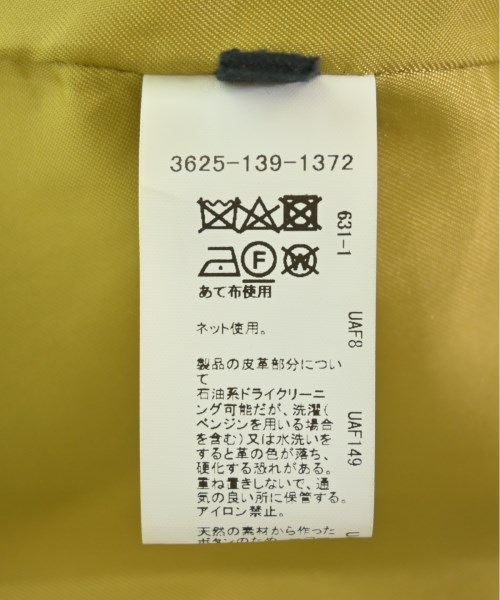 3625-139-1372
F
W
あて布使用
ネット使用。
製品の皮革部分につい
て
石油系ドライクリーニ
ング可能だが、洗濯(
ベンジンを用いる場合
を含む)又は水洗いを
すると革の色が落ち、
硬化する恐れがある。
重ね置きしないで、通
気の良い所に保管する。
アイロン禁止。
天然の素材から作った
631-1
UAF8
UAF149